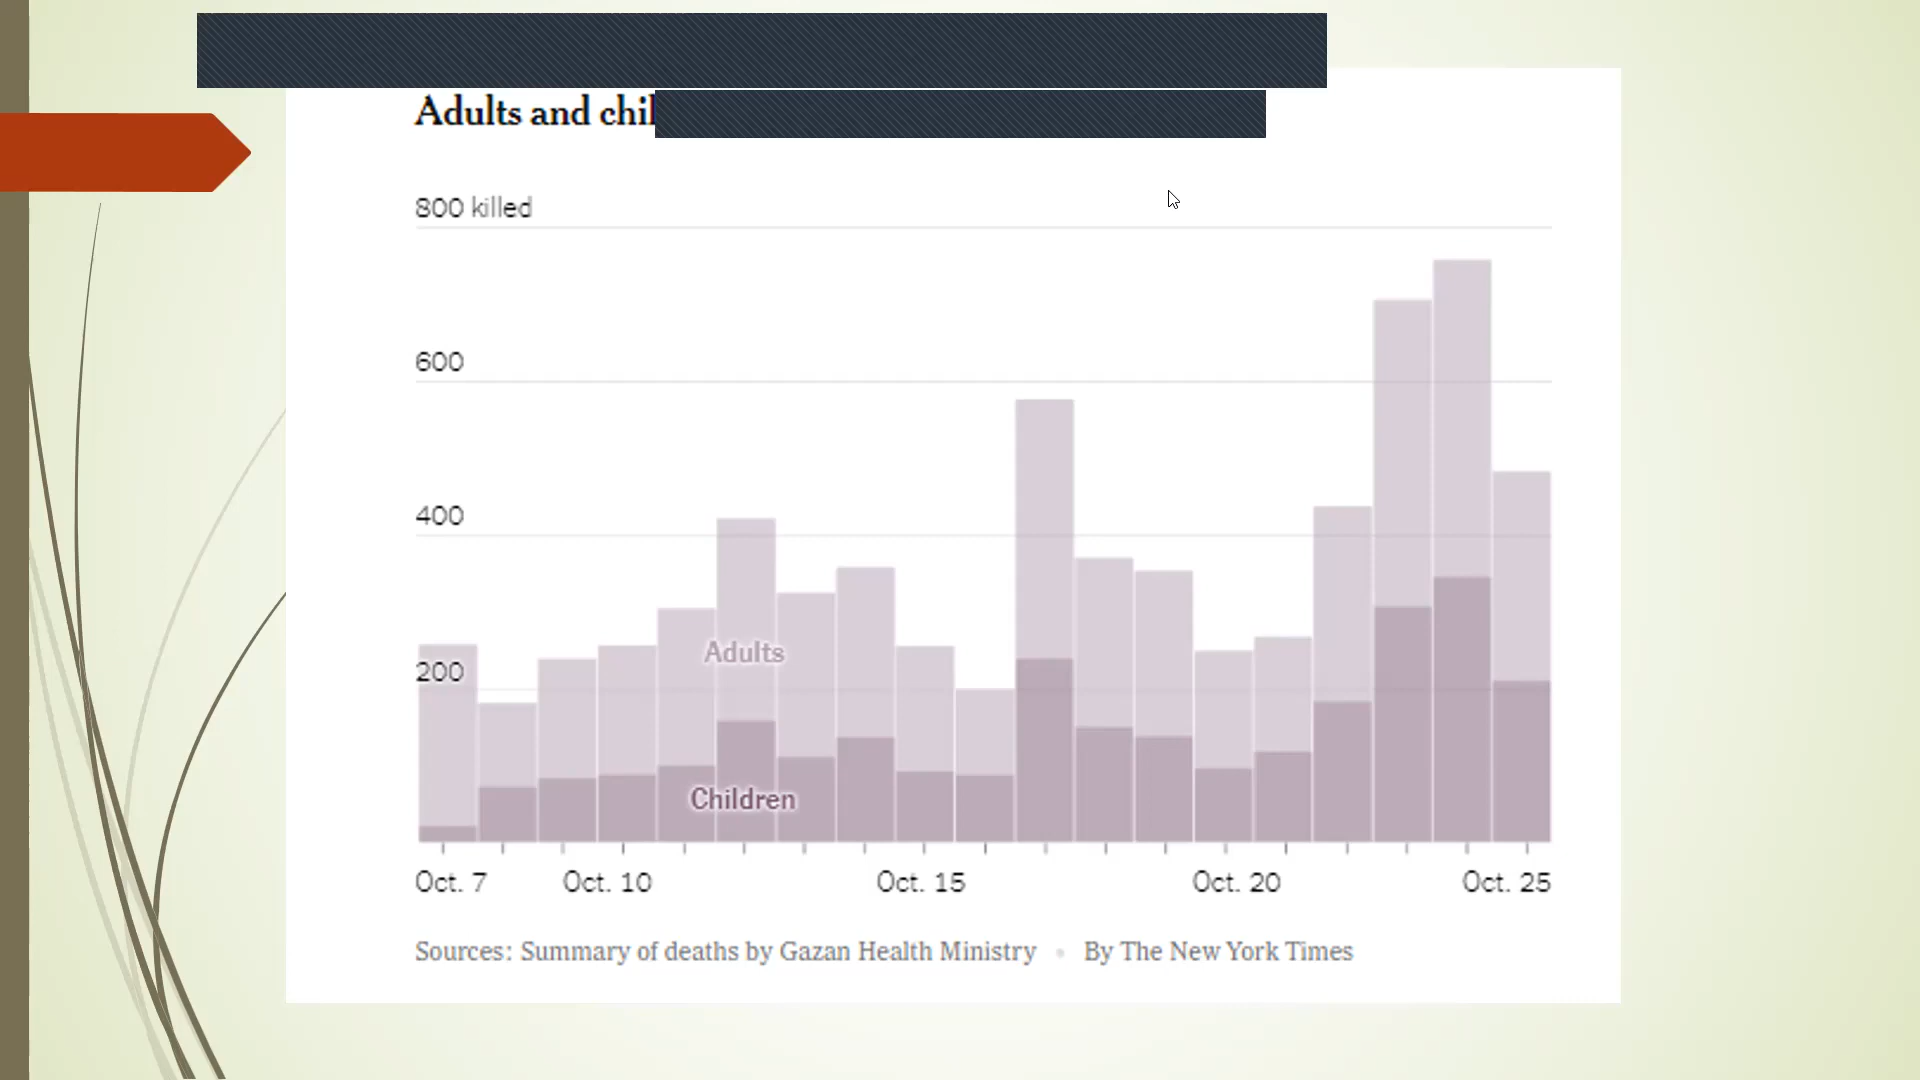 Adults and chil
800 killed
600
400
200
Adults
Children
Oct. 7 Oct. 10 Oct. 15 Oct. 20 Oct. 25
Sources: Summary of deaths by Gazan Health Ministry • By The New York Times